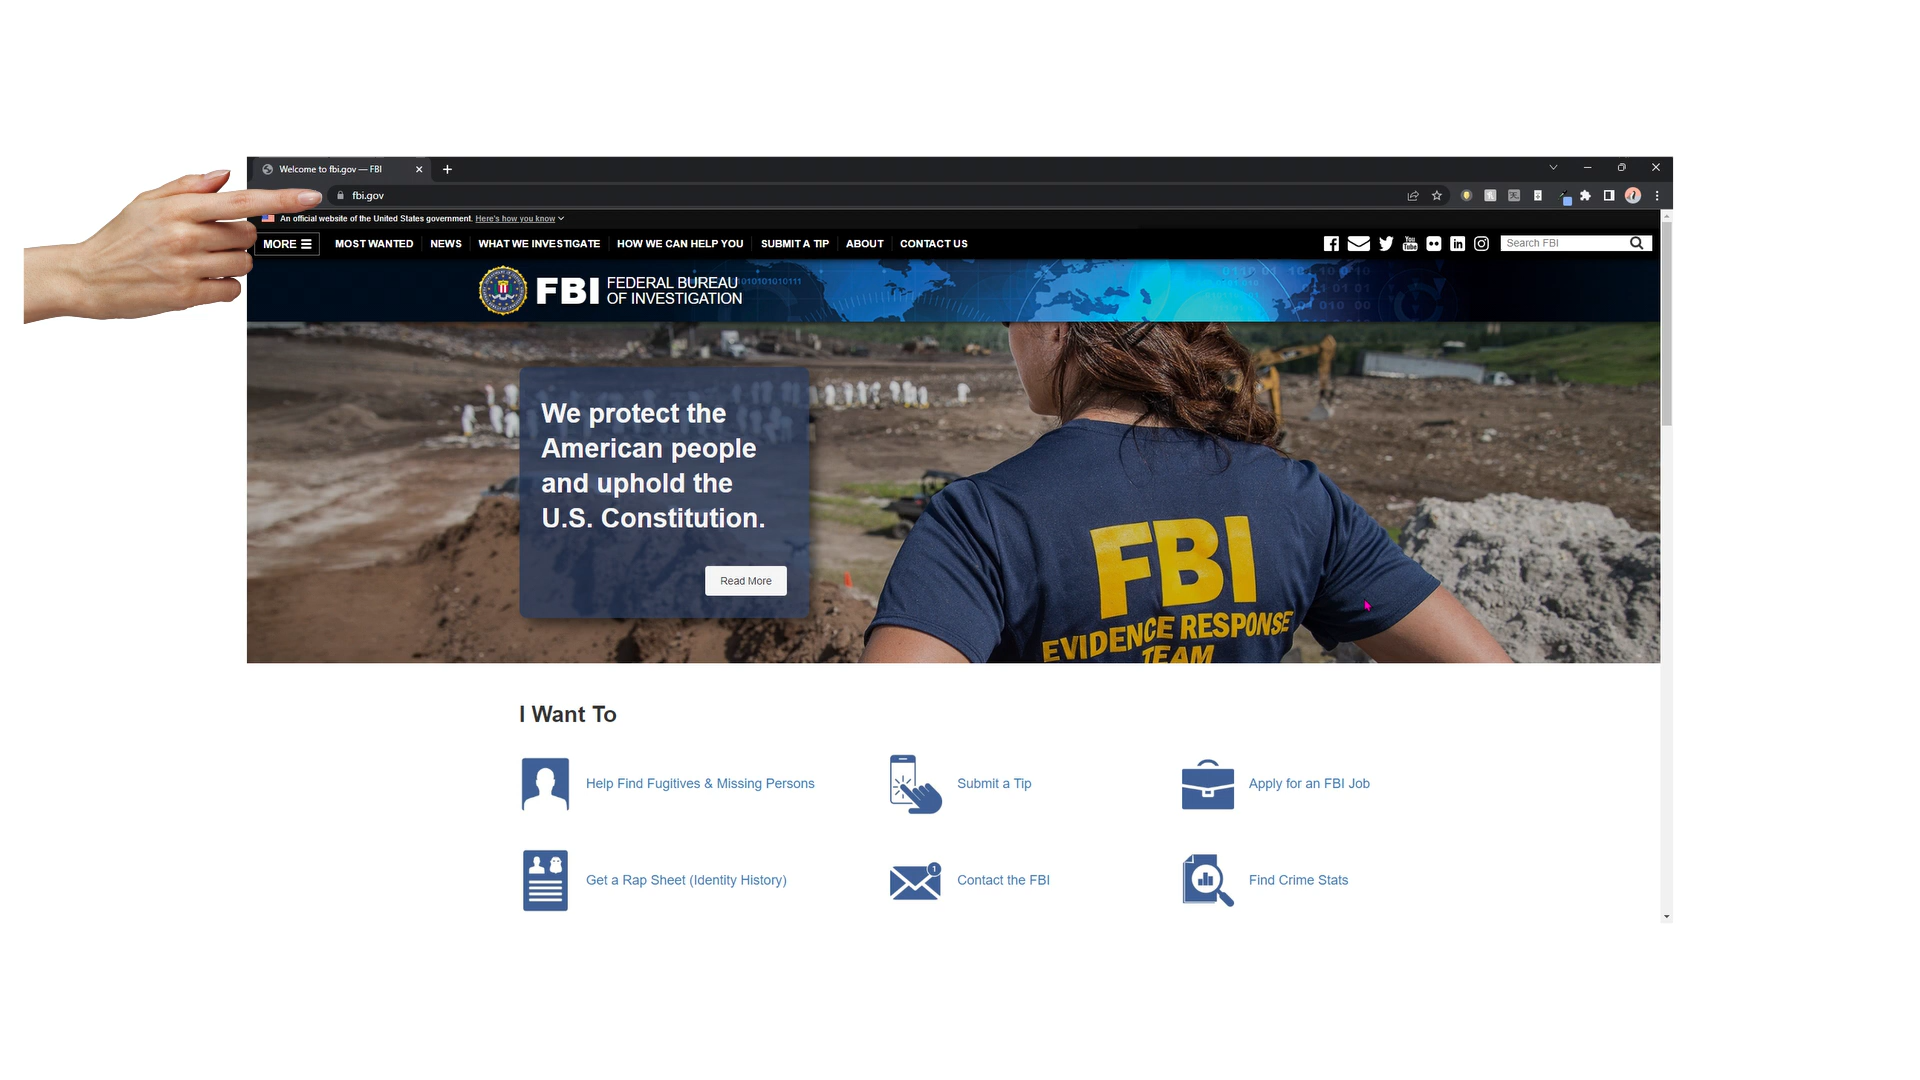 Welcome to fbi.gov — FBI
fbi.gov
An official website of the United States government. Here's how you know
MORE
MOST WANTED
NEWS
WHAT WE INVESTIGATE
HOW WE CAN HELP YOU
SUBMIT A TIP
ABOUT
CONTACT US
You
Tube
Search FBI
FBI FEDERAL BUREAU
OF INVESTIGATION
We protect the
American people
and uphold the
U.S. Constitution.
Read More
FBI
EVIDENCE RESPONSE
TEAM
I Want To
Help Find Fugitives & Missing Persons
Submit a Tip
Apply for an FBI Job
Get a Rap Sheet (Identity History)
1
Contact the FBI
Find Crime Stats